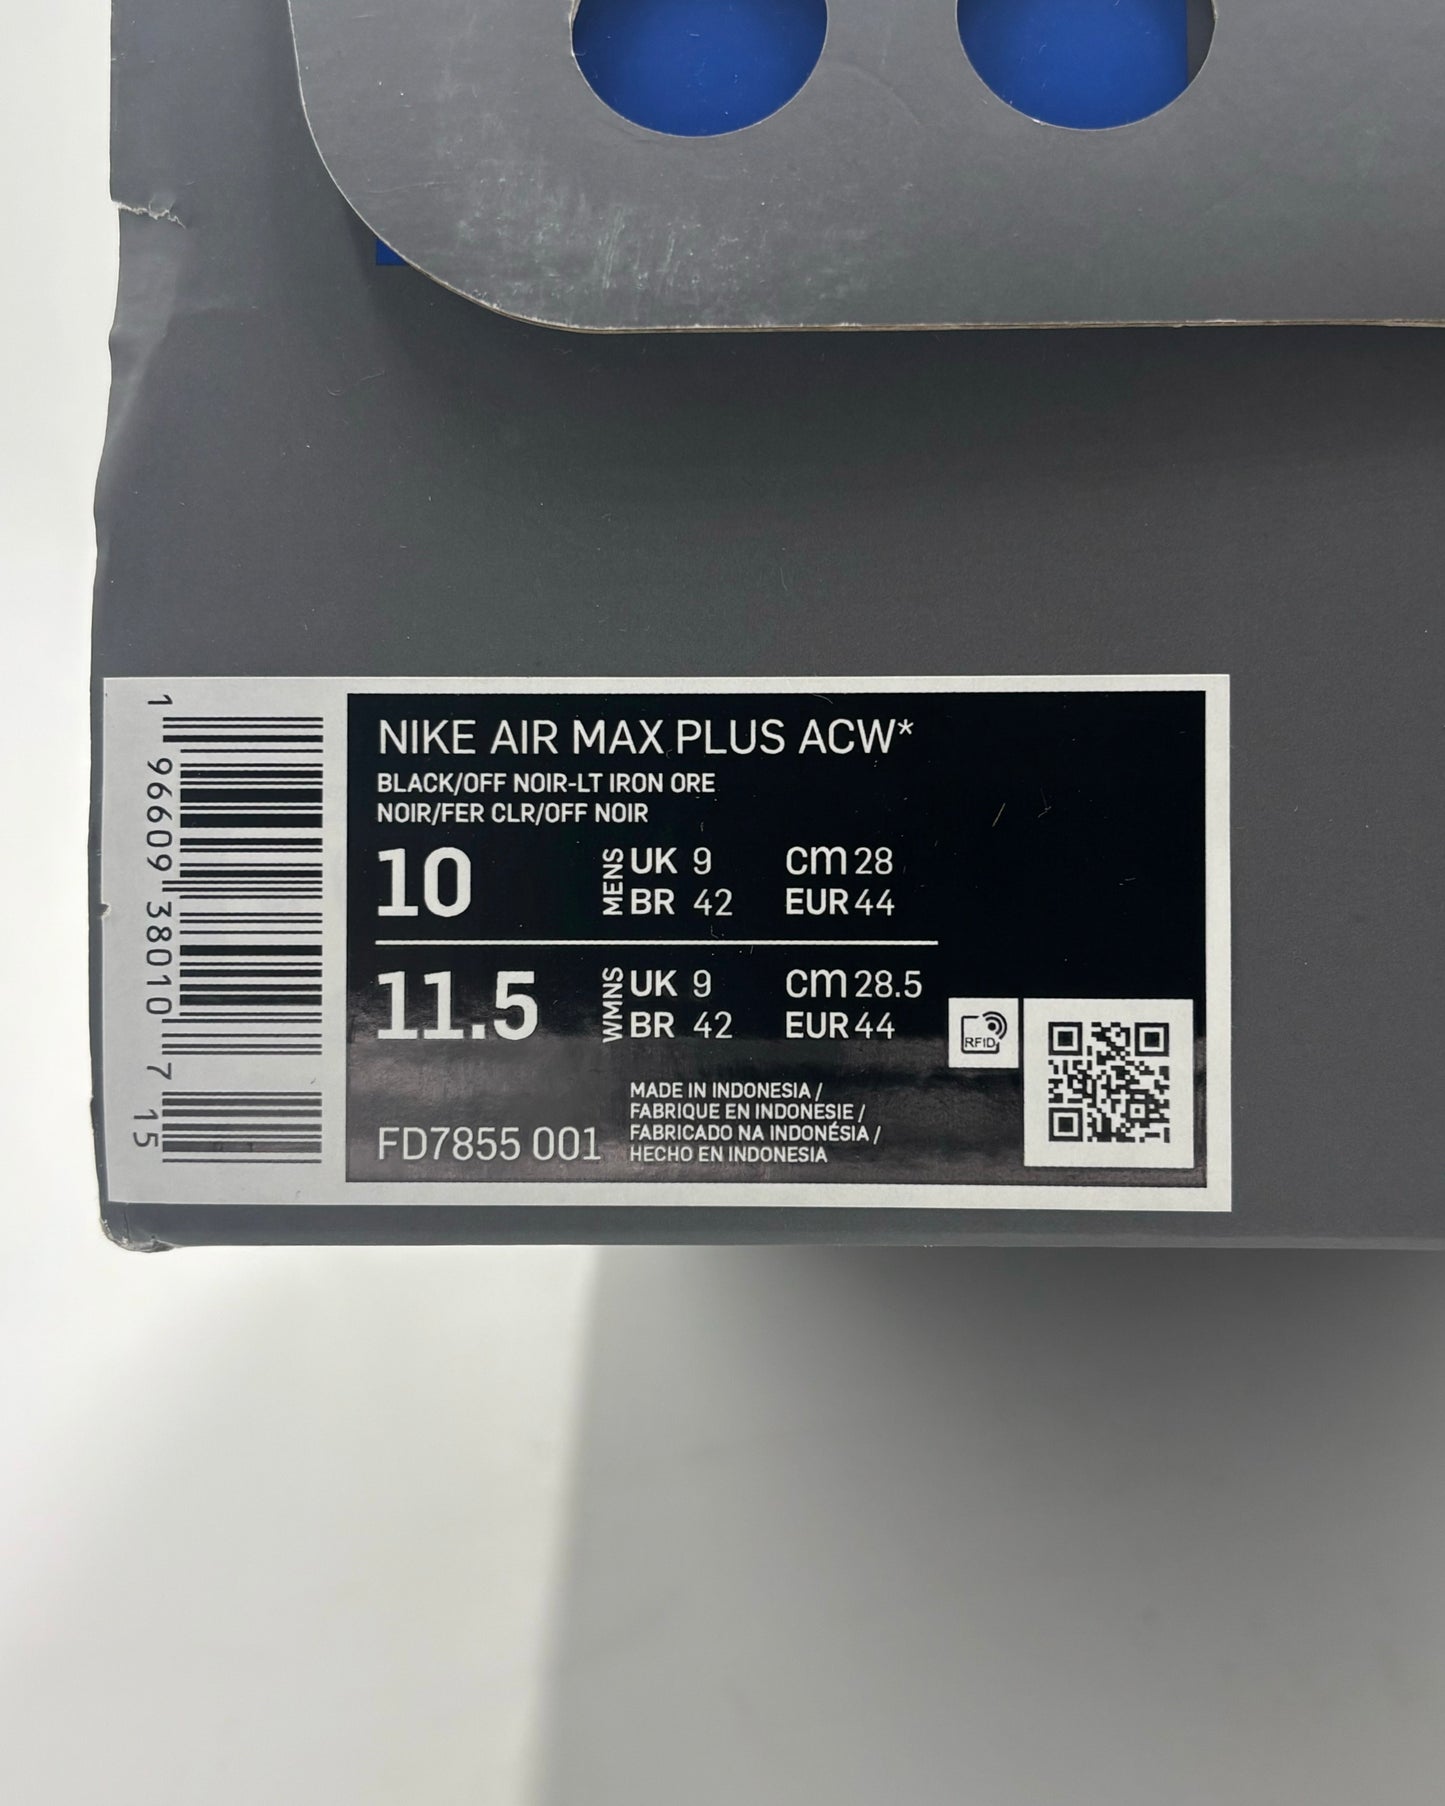 NIKE AIR MAX PLUS ACW*
BLACK/OFF NOIR-LT IRON ORE
NOIR/FER CLR/OFF NOIR
10 MENS UK 9 cm 28
BR 42 EUR 44
11.5 WMNS UK 9 cm 28.5
BR 42 EUR 44
RFID
MADE IN INDONESIA /
FABRIQUE EN INDONESIE /
FABRICADO NA INDONÉSIA /
HECHO EN INDONESIA
FD7855 001
1 96609 38010 7 15